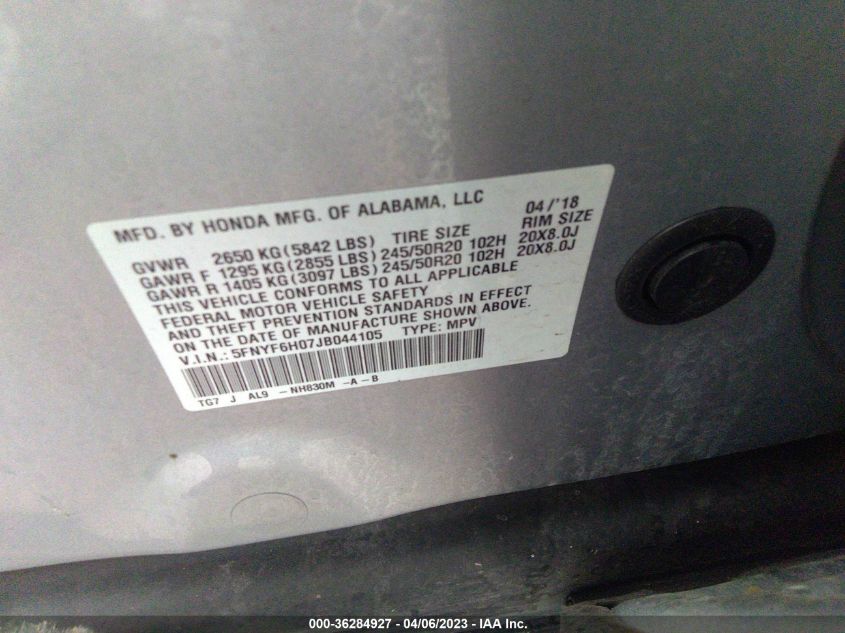 MFD. BY HONDA MFG. OF ALABAMA, LLC 04/'18
GVWR 2650 KG(5842 LBS) TIRE SIZE RIM SIZE
GAWR F 1295 KG(2855 LBS) 245/50R20 102H 20X8.0J
GAWR R 1405 KG(3097 LBS) 245/50R20 102H 20X8.0J
THIS VEHICLE CONFORMS TO ALL APPLICABLE
FEDERAL MOTOR VEHICLE SAFETY
AND THEFT PREVENTION STANDARDS IN EFFECT
ON THE DATE OF MANUFACTURE SHOWN ABOVE.
V.I.N.: 5FNYF6H07JB044105 TYPE: MPV
TG7 J AL9 -NH830M -A-B
000-36284927 - 04/06/2023 - IAA Inc.